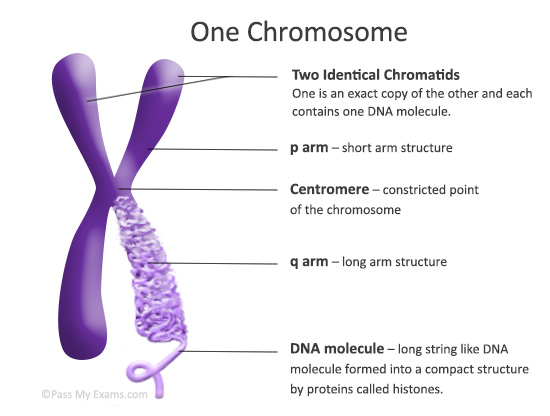 One Chromosome
Two Identical Chromatids
One is an exact copy of the other and each
contains one DNA molecule.
p arm – short arm structure
Centromere – constricted point
of the chromosome
q arm – long arm structure
DNA molecule – long string like DNA
molecule formed into a compact structure
by proteins called histones.
©Pass My Exams.com